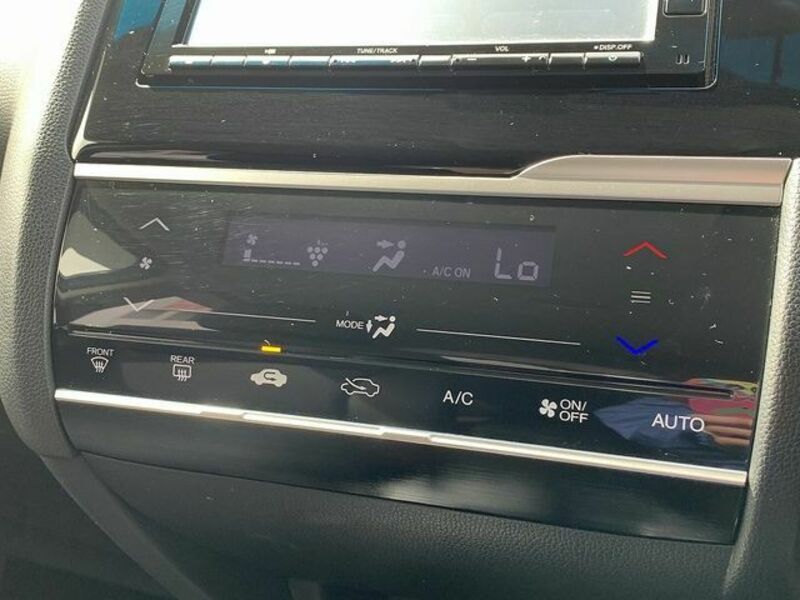 TUNE/TRACK
VOL
DISP.OFF
− +
A/C ON
Lo
MODE
FRONT
REAR
A/C
ON/
OFF
AUTO